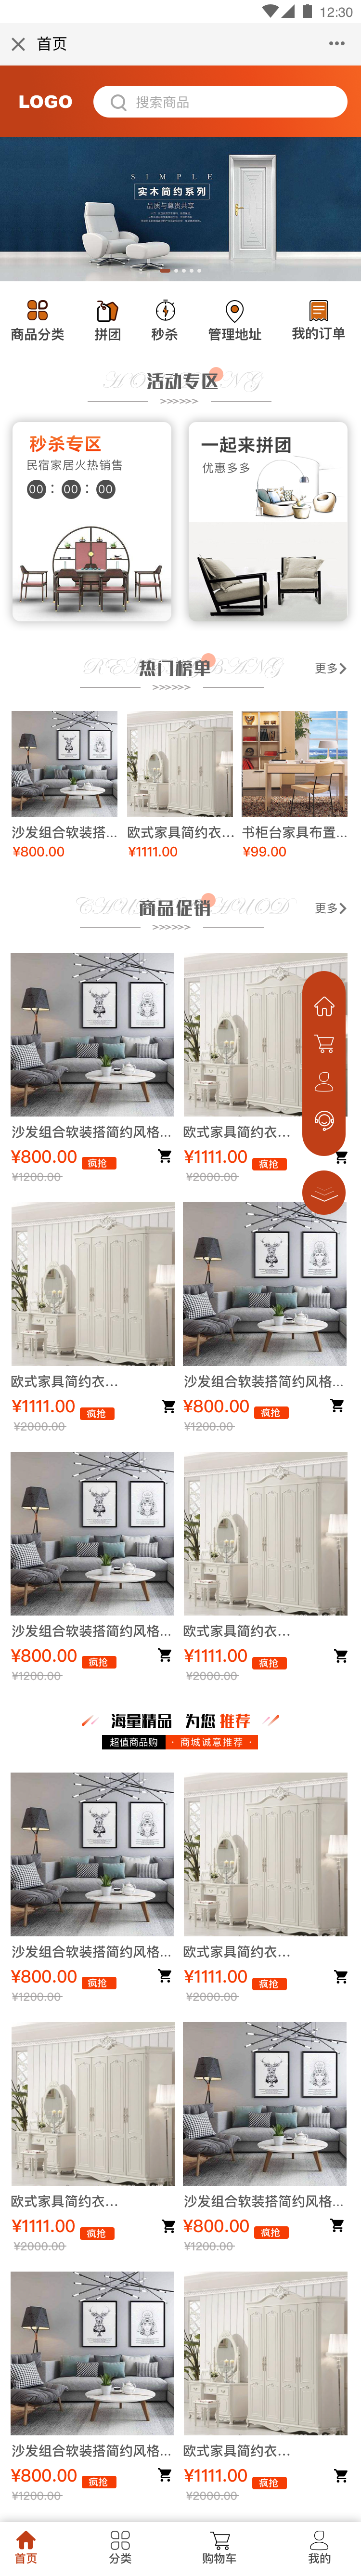 12:30
首页
LOGO
搜索商品
SIMPLE
实木简约系列
品质与尊贵共享
商品分类
拼团
秒杀
管理地址
我的订单
活动专区
>>>>>>
秒杀专区
民宿家居火热销售
00 : 00 : 00
一起来拼团
优惠多多
热门榜单
更多
>>>>>>
沙发组合软装搭...
欧式家具简约衣...
书柜台家具布置...
¥800.00
¥1111.00
¥99.00
商品促销
更多
>>>>>>
沙发组合软装搭简约风格...
欧式家具简约衣...
¥800.00 疯抢
¥1111.00 疯抢
¥1200.00
¥2000.00
欧式家具简约衣...
沙发组合软装搭简约风格...
¥1111.00 疯抢
¥800.00 疯抢
¥2000.00
¥1200.00
沙发组合软装搭简约风格...
欧式家具简约衣...
¥800.00 疯抢
¥1111.00 疯抢
¥1200.00
¥2000.00
海量精品 为您推荐
超值商品购 · 商城诚意推荐 ·
沙发组合软装搭简约风格...
欧式家具简约衣...
¥800.00 疯抢
¥1111.00 疯抢
¥1200.00
¥2000.00
欧式家具简约衣...
沙发组合软装搭简约风格...
¥1111.00 疯抢
¥800.00 疯抢
¥2000.00
¥1200.00
沙发组合软装搭简约风格...
欧式家具简约衣...
¥800.00 疯抢
¥1111.00 疯抢
¥1200.00
¥2000.00
首页
分类
购物车
我的